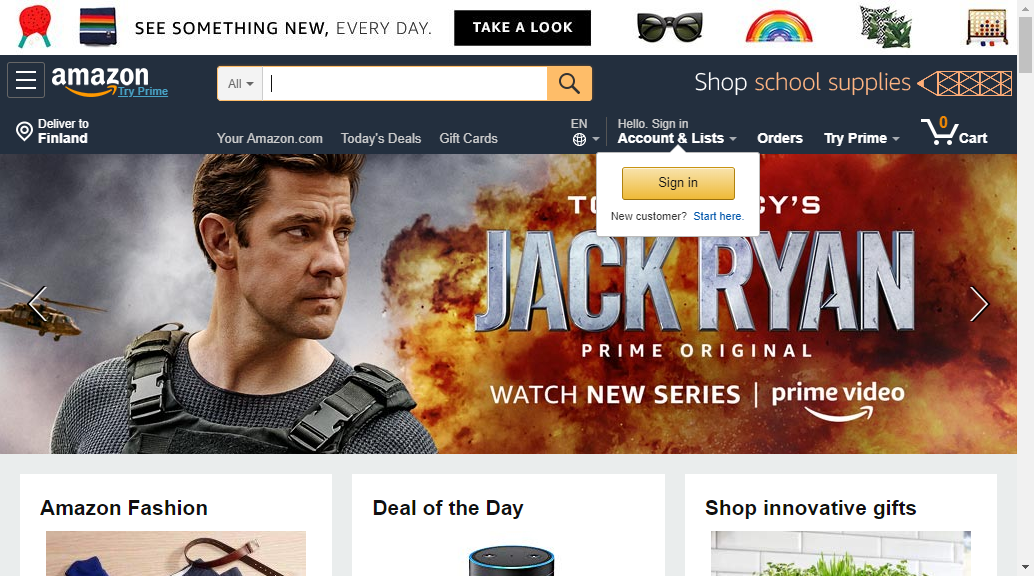 SEE SOMETHING NEW, EVERY DAY.
TAKE A LOOK
amazon
Try Prime
All
Shop school supplies
Deliver to
Finland
Your Amazon.com
Today's Deals
Gift Cards
EN
Hello. Sign in
Account & Lists
Orders
Try Prime
0
Cart
Sign in
New customer? Start here.
CY'S
JACK RYAN
PRIME ORIGINAL
WATCH NEW SERIES | prime video
Amazon Fashion
Deal of the Day
Shop innovative gifts